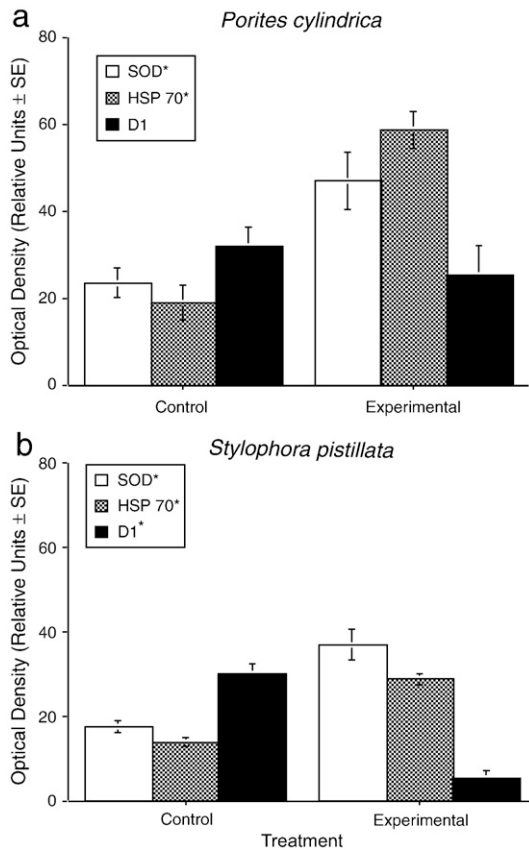 a
Porites cylindrica
80
SOD*
HSP 70*
D1
60
40
20
0
Optical Density (Relative Units ± SE)
Control
Experimental
b
Stylophora pistillata
80
SOD*
HSP 70*
D1*
60
40
20
0
Optical Density (Relative Units ± SE)
Control
Experimental
Treatment